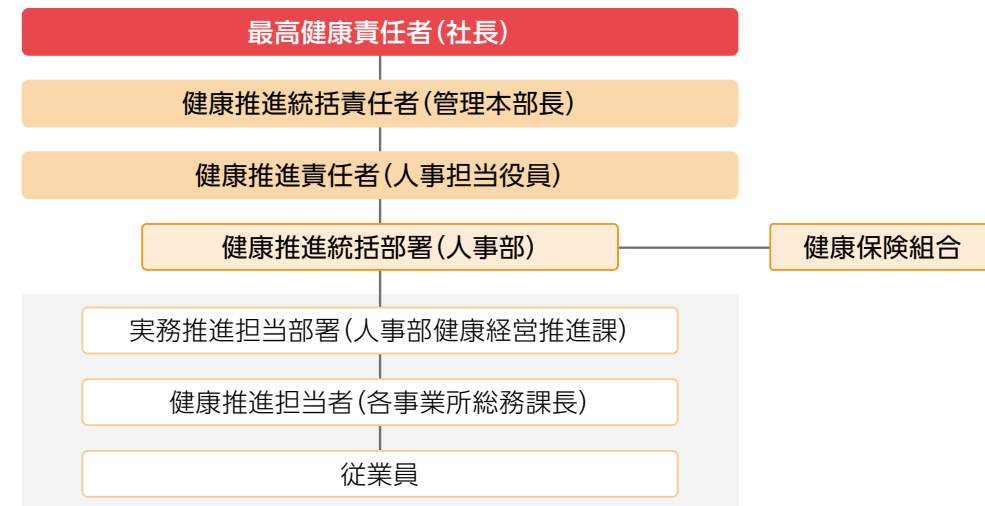 最高健康責任者（社長）
健康推進統括責任者（管理本部長）
健康推進責任者（人事担当役員）
健康推進統括部署（人事部）
健康保険組合
実務推進担当部署（人事部健康経営推進課）
健康推進担当者（各事業所総務課長）
従業員